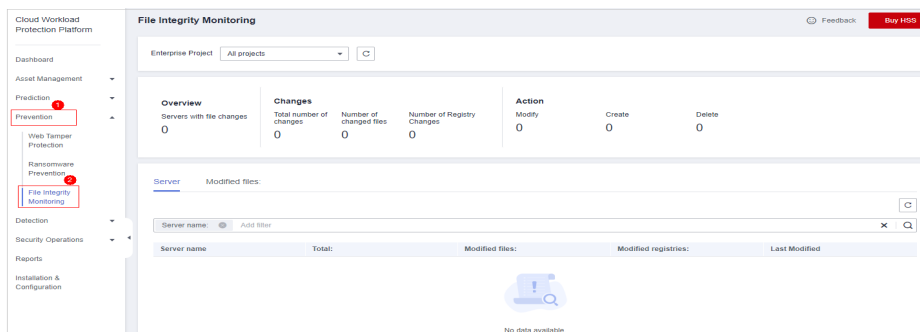 Cloud Workload
Protection Platform
Dashboard
Asset Management
Prediction
1
Prevention
Web Tamper
Protection
Ransomware
Prevention
2
File Integrity
Monitoring
Detection
Security Operations
Reports
Installation &
Configuration
File Integrity Monitoring
Feedback
Buy HSS
Enterprise Project
All projects
Overview
Servers with file changes
0
Changes
Total number of
changes
0
Number of
changed files
0
Number of Registry
Changes
0
Action
Modify
0
Create
0
Delete
0
Server
Modified files:
Server name:
Add filter
Server name
Total:
Modified files:
Modified registries:
Last Modified
No data available